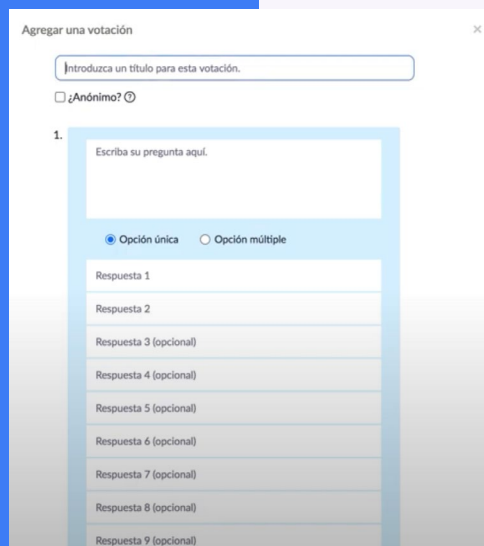 Agregar una votación
Introduzca un título para esta votación.
¿Anónimo?
1.
Escriba su pregunta aquí.
Opción única Opción múltiple
Respuesta 1
Respuesta 2
Respuesta 3 (opcional)
Respuesta 4 (opcional)
Respuesta 5 (opcional)
Respuesta 6 (opcional)
Respuesta 7 (opcional)
Respuesta 8 (opcional)
Respuesta 9 (opcional)